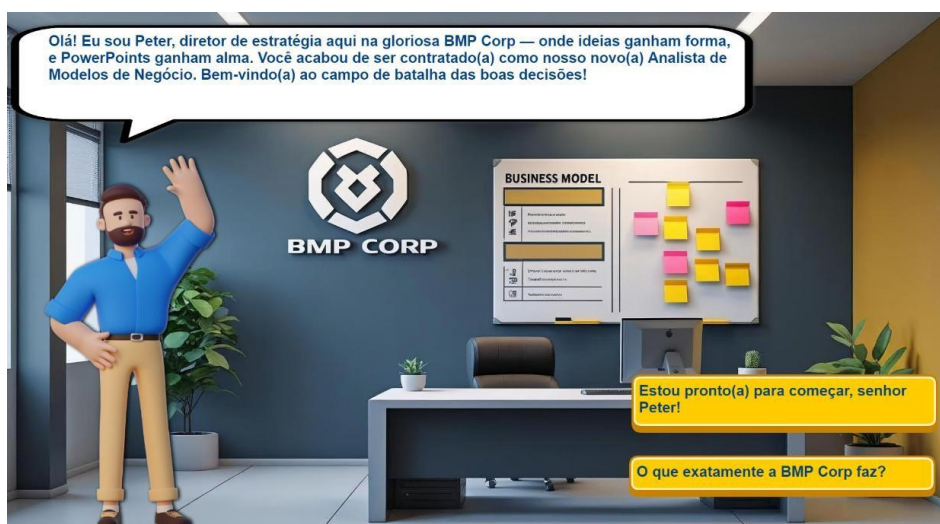 Olá! Eu sou Peter, diretor de estratégia aqui na gloriosa BMP Corp — onde ideias ganham forma,
e PowerPoints ganham alma. Você acabou de ser contratado(a) como nosso novo(a) Analista de
Modelos de Negócio. Bem-vindo(a) ao campo de batalha das boas decisões!
BMP CORP
BUSINESS MODEL
Estou pronto(a) para começar, senhor
Peter!
O que exatamente a BMP Corp faz?